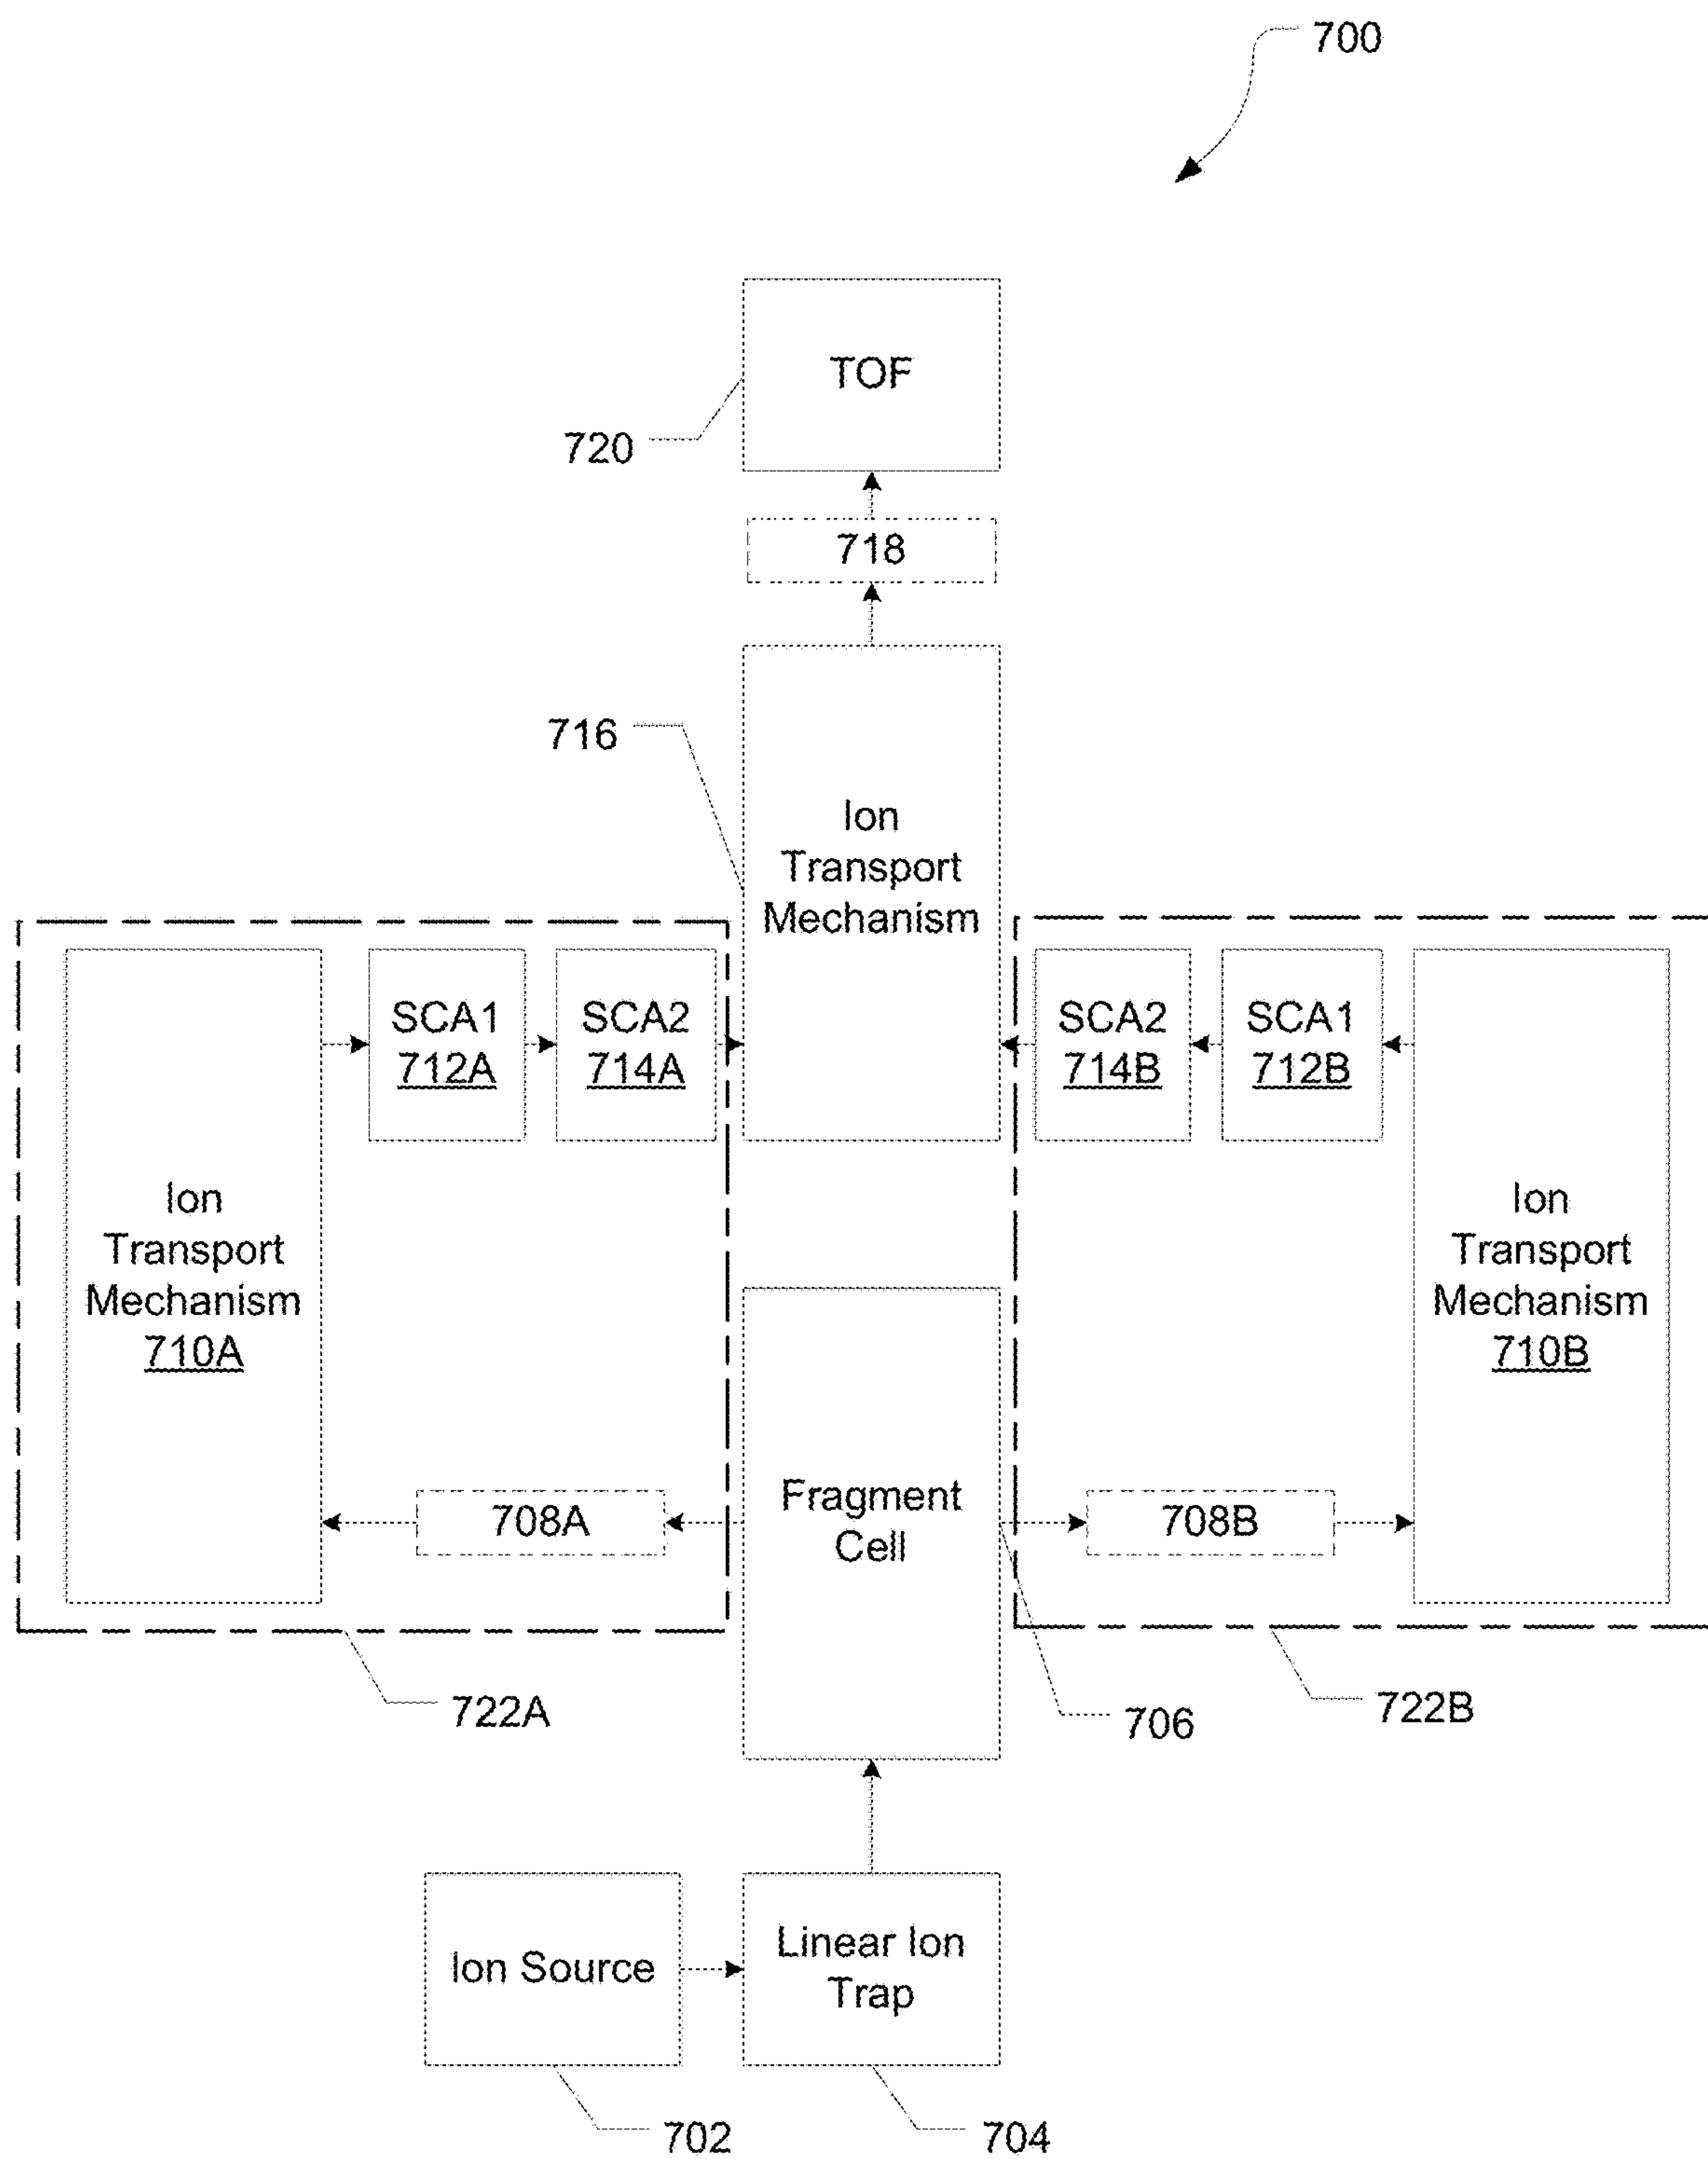 700
TOF
720
718
716
Ion
Transport
Mechanism
SCA1
712A
SCA2
714A
SCA2
714B
SCA1
712B
Ion
Transport
Mechanism
710A
Ion
Transport
Mechanism
710B
708A
Fragment
Cell
708B
722A
706
722B
Ion Source
Linear Ion
Trap
702
704